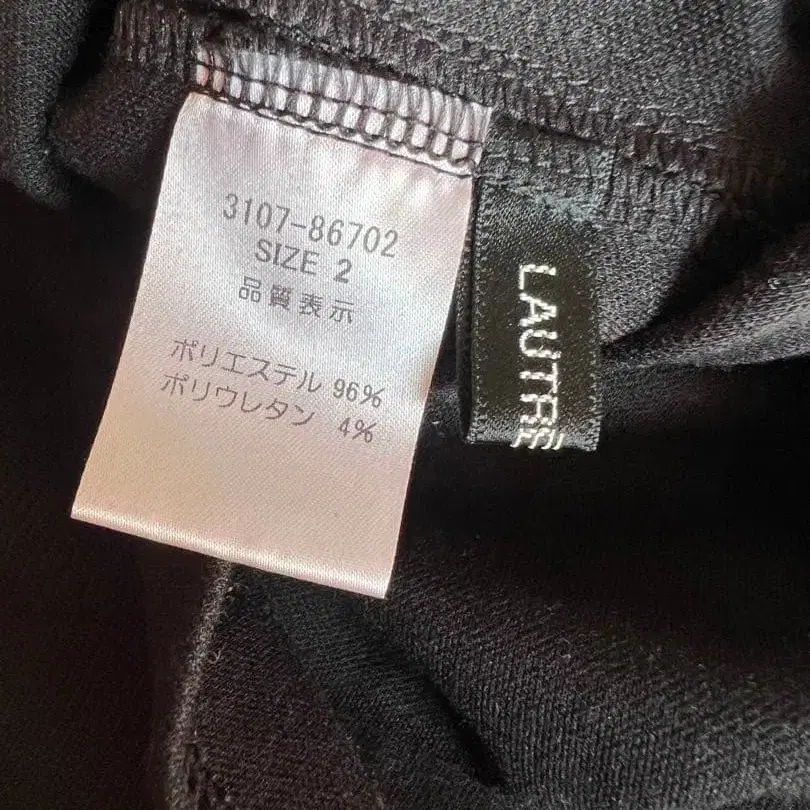 3107-86702
SIZE 2
品質表示
ポリエステル 96%
ポリウレタン 4%
LAUTRÉ